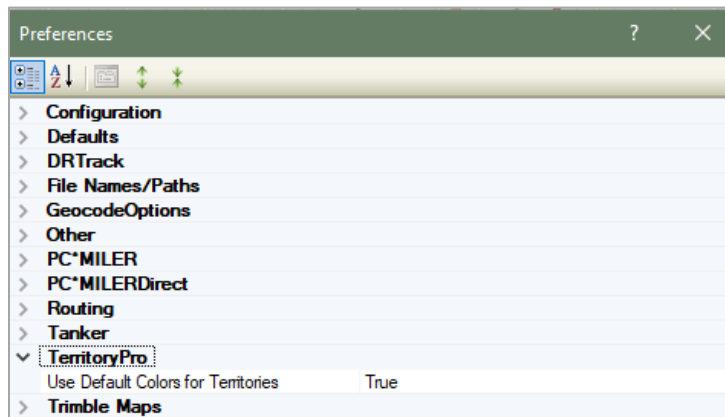 Preferences ?
A Z
Configuration
Defaults
DRTrack
File Names/Paths
GeocodeOptions
Other
PC*MILER
PC*MILERDirect
Routing
Tanker
TerritoryPro
Use Default Colors for Territories True
Trimble Maps